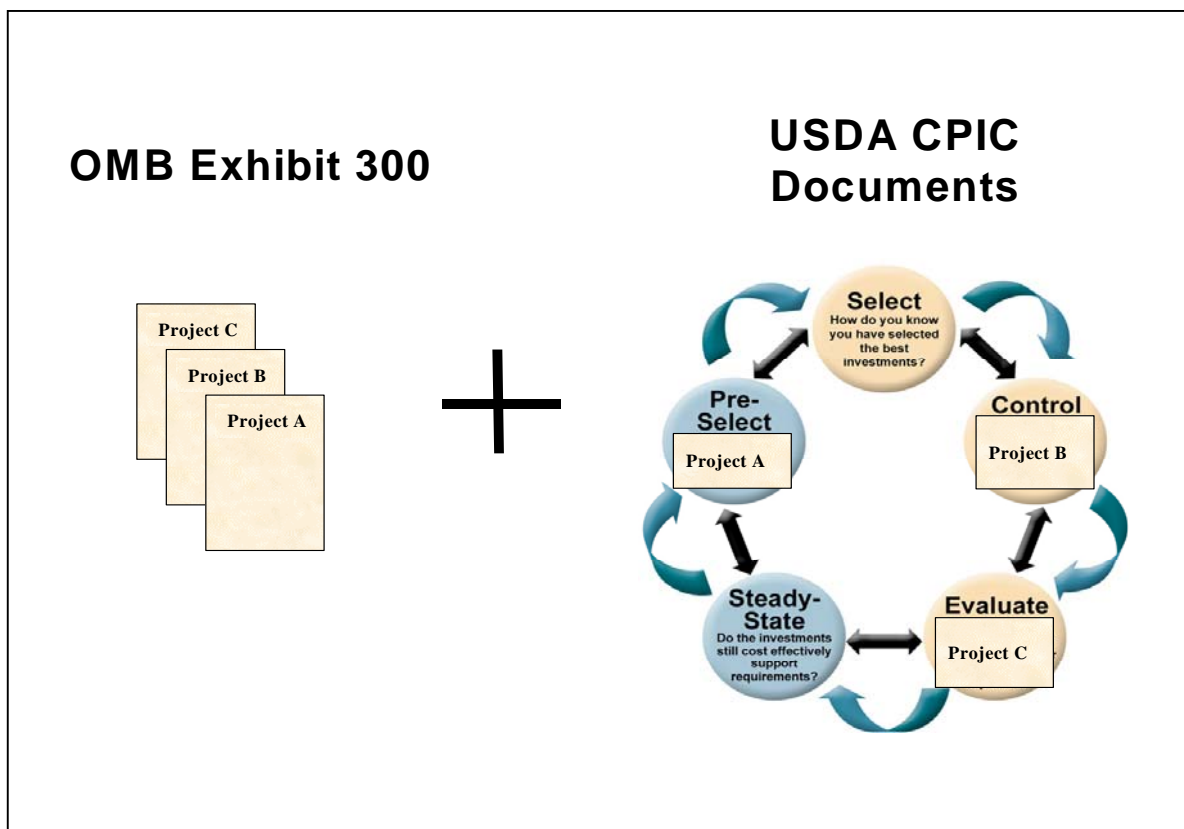 OMB Exhibit 300
Project C
Project B
Project A
USDA CPIC
Documents
Select
How do you know
you have selected
the best
investments?
Pre-
Select
Project A
Control
Project B
Steady-
State
Do the investments
still cost effectively
support
requirements?
Evaluate
Project C